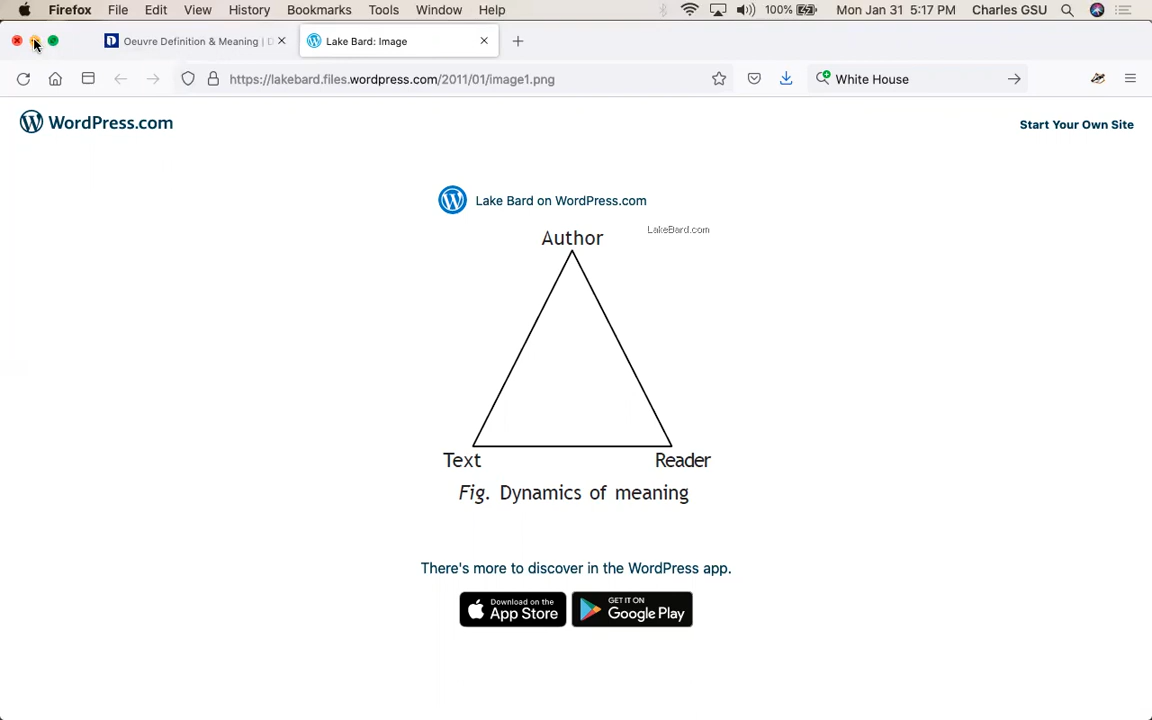 Firefox File Edit View History Bookmarks Tools Window Help 100% Mon Jan 31 5:17 PM Charles GSU
Oeuvre Definition & Meaning | D Lake Bard: Image
https://lakebard.files.wordpress.com/2011/01/image1.png White House
WordPress.com Start Your Own Site
Lake Bard on WordPress.com
LakeBard.com
Author
Text Reader
Fig. Dynamics of meaning
There's more to discover in the WordPress app.
Download on the GET IT ON
App Store Google Play